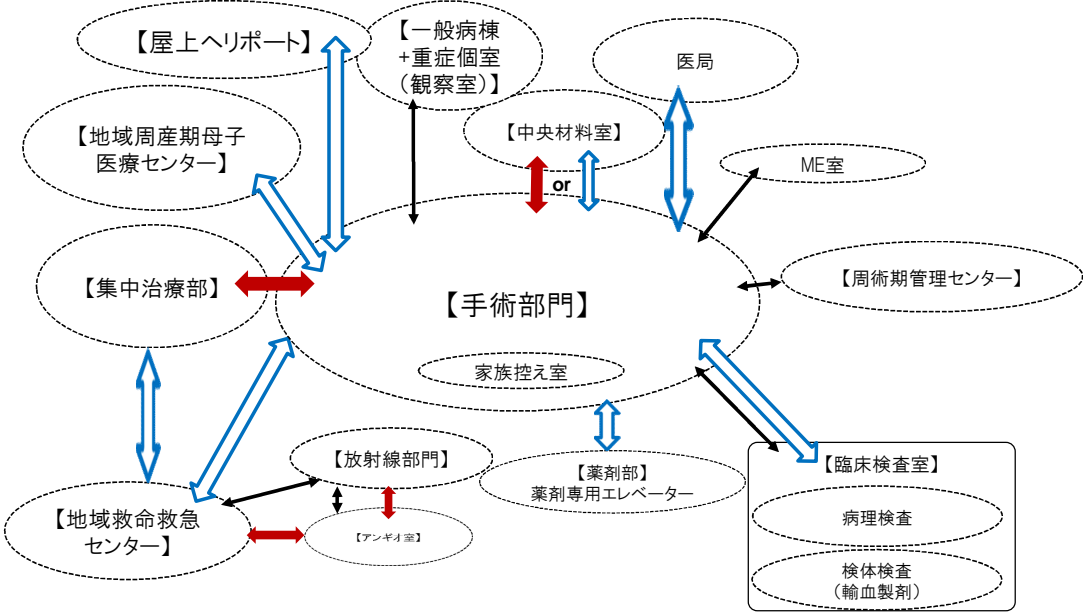 【屋上ヘリポート】
【一般病棟
+重症個室
(観察室)】
医局
【地域周産期母子
医療センター】
【中央材料室】
ME室
or
【集中治療部】
【手術部門】
【周術期管理センター】
家族控え室
【放射線部門】
【薬剤部】
薬剤専用エレベーター
【臨床検査室】
【地域救命救急
センター】
【アンギオ室】
病理検査
検体検査
(輸血製剤)